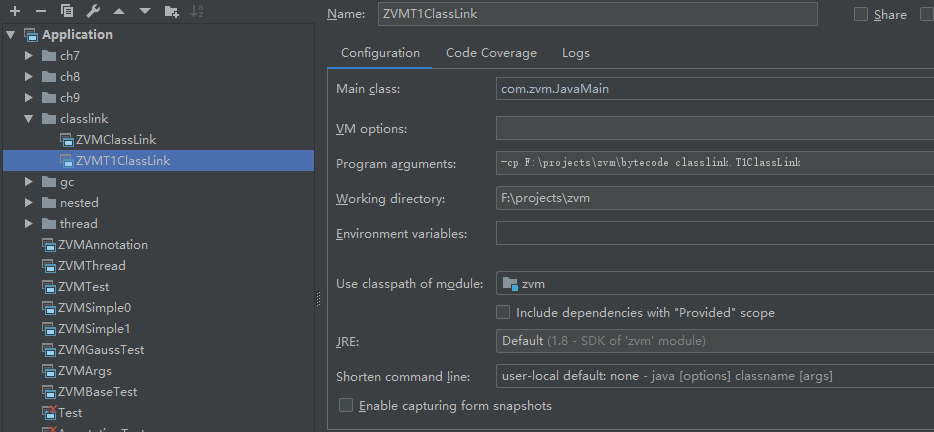 Name: ZVMT1ClassLink Share
Application
ch7
ch8
ch9
classlink
ZVMClassLink
ZVMT1ClassLink
gc
nested
thread
ZVMAnnotation
ZVMThread
ZVMTest
ZVMSimple0
ZVMSimple1
ZVMGaussTest
ZVMArgs
ZVMBaseTest
Test
Configuration Code Coverage Logs
Main class: com.zvm.JavaMain
VM options:
Program arguments: -cp F:\projects\zvm\bytecode classlink.T1ClassLink
Working directory: F:\projects\zvm
Environment variables:
Use classpath of module: zvm
Include dependencies with "Provided" scope
JRE: Default (1.8 - SDK of 'zvm' module)
Shorten command line: user-local default: none - java [options] classname [args]
Enable capturing form snapshots